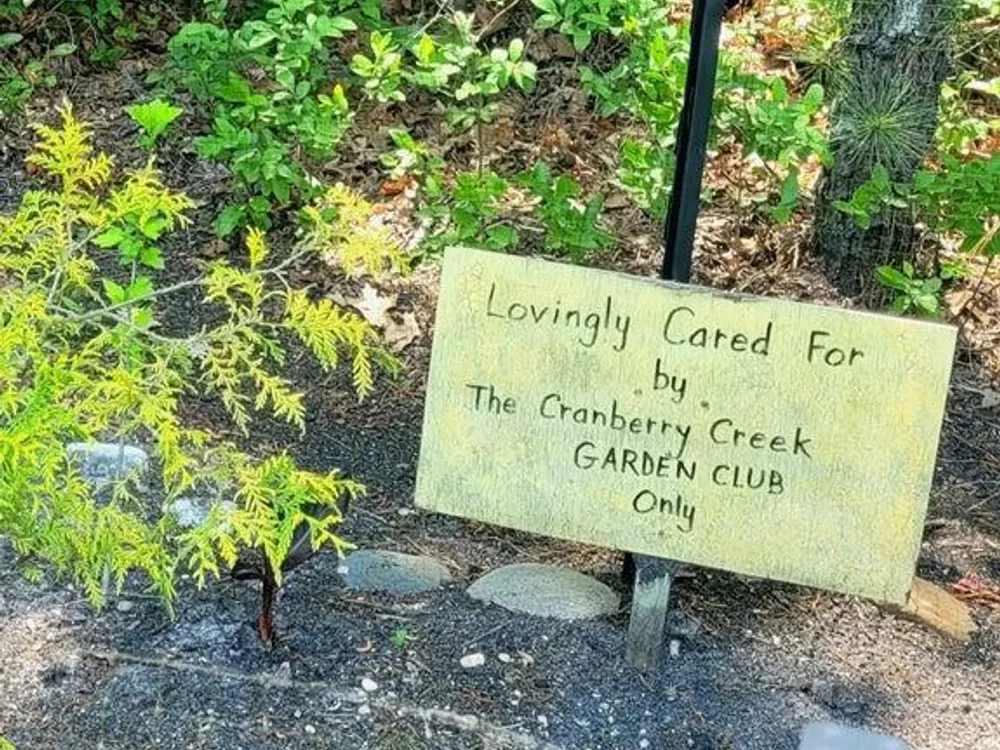 Lovingly Cared For
by
The Cranberry Creek
GARDEN CLUB
Only